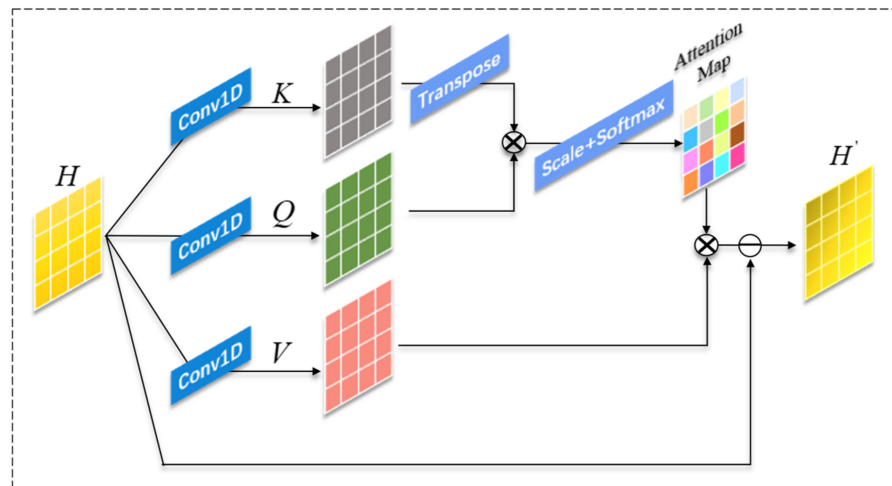 Attention
Map
Transpose
Conv1D
K
Scale+Softmax
H
H'
Q
Conv1D
V
Conv1D